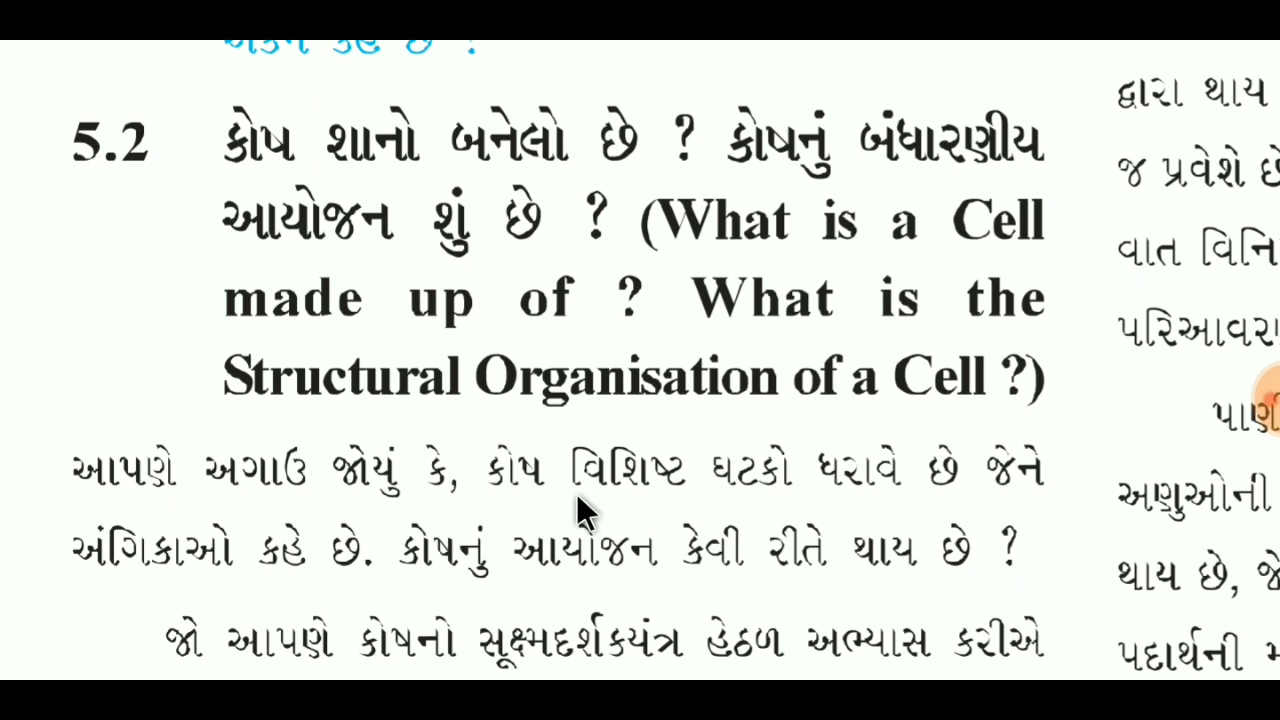 5.2 કોષ શાનો બનેલો છે ? કોષનું બંધારણીય
આયોજન શું છે ? (What is a Cell
made up of ? What is the
Structural Organisation of a Cell ?)
આપણે અગાઉ જોયું કે, કોષ વિશિષ્ટ ઘટકો ધરાવે છે જેને
અંગિકાઓ કહે છે. કોષનું આયોજન કેવી રીતે થાય છે ?
જો આપણે કોષનો સૂક્ષ્મદર્શકયંત્ર હેઠળ અભ્યાસ કરીએ
દ્વારા થાય
જ પ્રવેશે
વાત
અણુઓની
થાય છે,
પદાર્થની